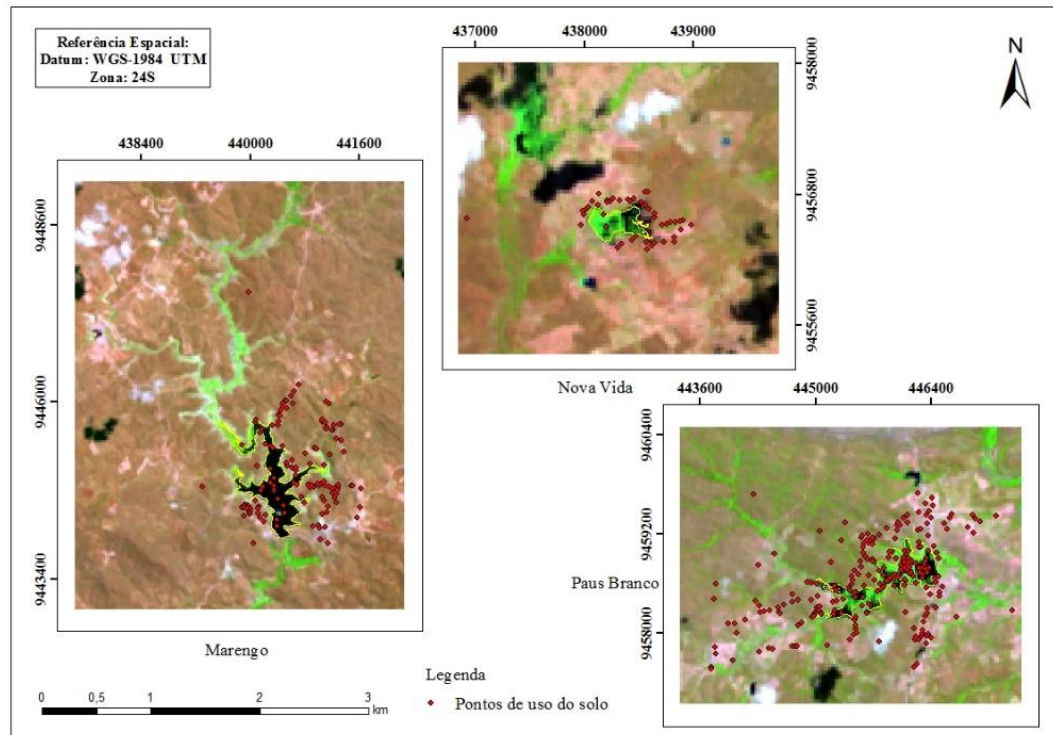 Referência Espacial:
Datum: WGS-1984 UTM
Zona: 24S
437000 438000 439000
N
9458000
9456800
9455600
Nova Vida
438400 440000 441600
9448600
9446000
9443400
Marengo
443600 445000 446400
9460400
9459200
9458000
Paus Branco
Legenda
Pontos de uso do solo
0 0,5 1 2 3
km